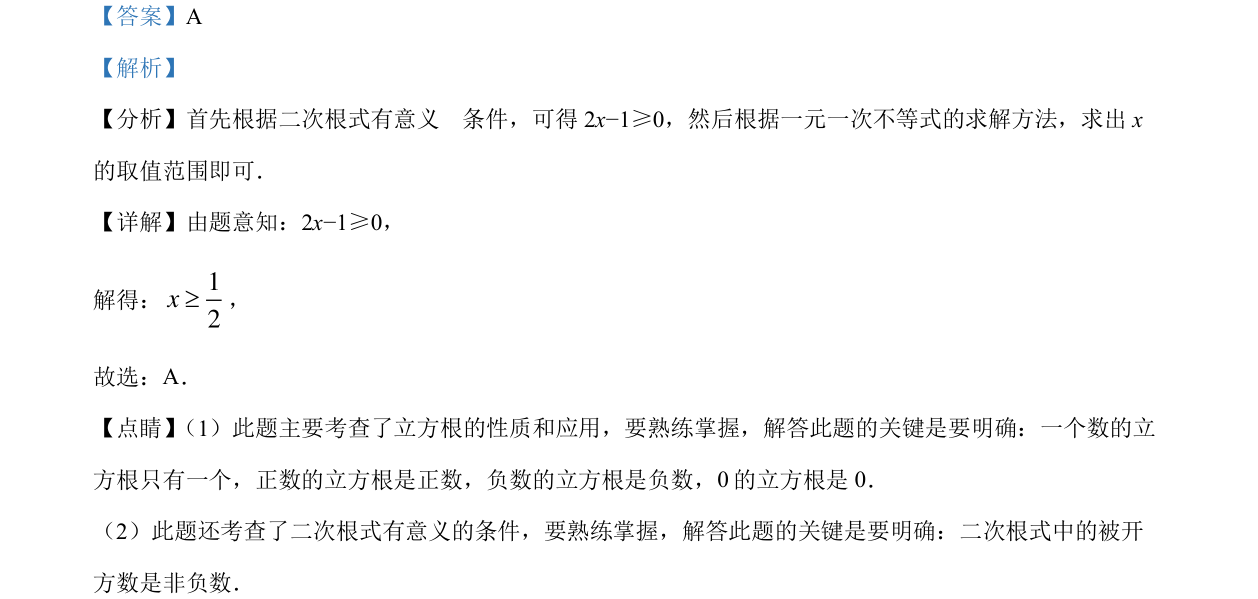 【答案】A
【解析】
【分析】首先根据二次根式有意义 条件，可得 2x−1≥0，然后根据一元一次不等式的求解方法，求出 x
的取值范围即可．
【详解】由题意知：2x−1≥0，
解得： x ≥ 1/2 ，
故选：A．
【点睛】（1）此题主要考查了立方根的性质和应用，要熟练掌握，解答此题的关键是要明确：一个数的立
方根只有一个，正数的立方根是正数，负数的立方根是负数，0 的立方根是 0．
（2）此题还考查了二次根式有意义的条件，要熟练掌握，解答此题的关键是要明确：二次根式中的被开
方数是非负数．